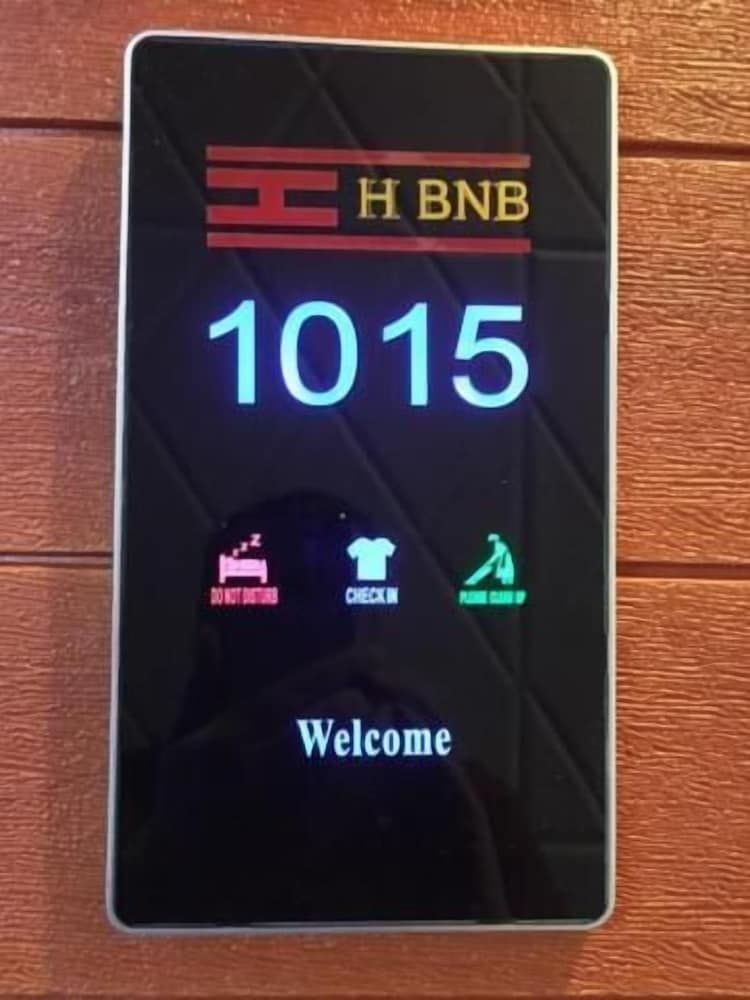 H BNB
1015
Z Z Z
DO NOT DISTURB CHECK IN PLEASE CLEAN UP
Welcome